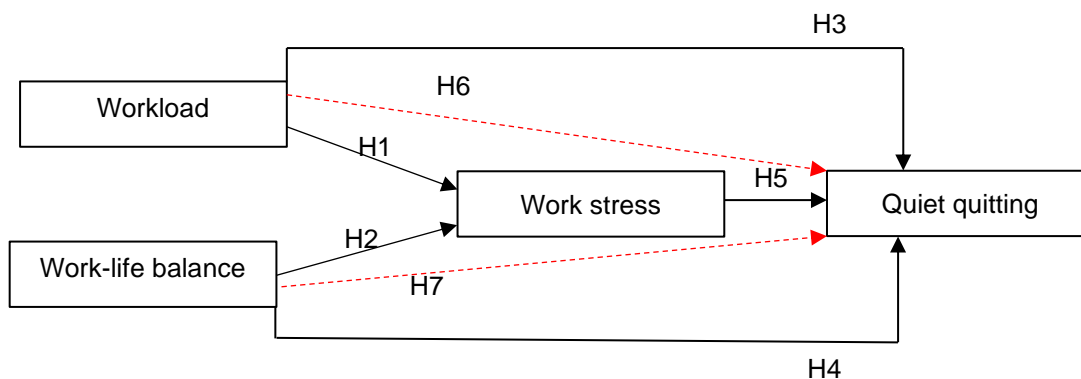 H3
H6
Workload
H1
H5
Work stress
Quiet quitting
H2
Work-life balance
H7
H4